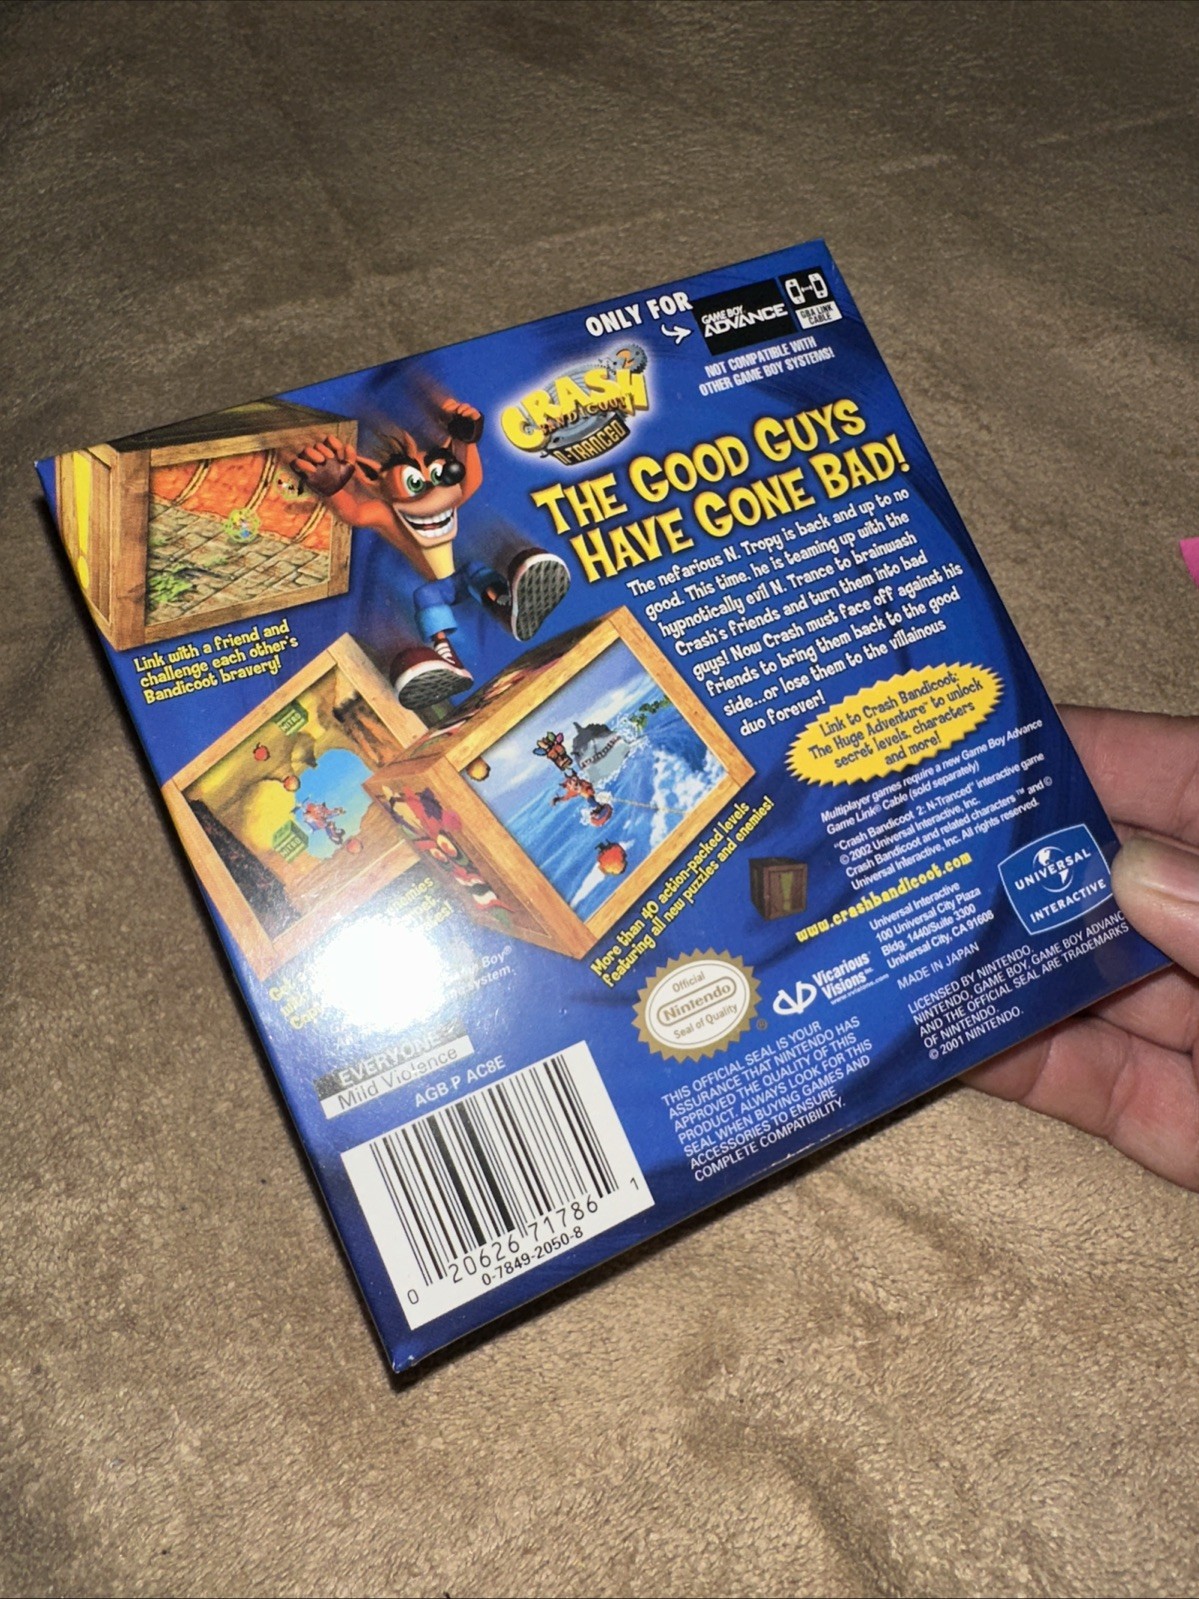 ONLY FOR
GAME BOY
ADVANCE
GBA LINK
CABLE
NOT COMPATIBLE WITH
OTHER GAME BOY SYSTEMS!
CRASH
BANDICOOT
2
N-TRANCED
THE GOOD GUYS
HAVE GONE BAD!
The nefarious N. Tropy is back and up to no
good. This time, he is teaming up with the
hypnotically evil N. Trance to brainwash
Crash's friends and turn them into bad
guys! Now Crash must face off against his
friends to bring them back to the good
side...or lose them to the villainous
duo forever!
Link with a friend and
challenge each other's
Bandicoot bravery!
More than 40 action-packed levels
featuring all new puzzles and enemies!
Link to Crash Bandicoot:
The Huge Adventure™ to unlock
secret levels, characters
and more!
Multiplayer games require a new Game Boy Advance
Game Link® Cable (sold separately)
"Crash Bandicoot 2: N-Tranced" interactive game
© 2002 Universal Interactive, Inc.
Crash Bandicoot and related characters ™ and ©
Universal Interactive, Inc. All rights reserved.
www.crashbandicoot.com
Universal Interactive
100 Universal City Plaza
Bldg. 1440/Suite 3300
Universal City, CA 91608
UNIVERSAL
INTERACTIVE
enemies
Boy®
system.
Official
Nintendo
Seal of Quality
®
Vicarious
Visions
www.vvisions.com
MADE IN JAPAN
LICENSED BY NINTENDO.
NINTENDO, GAME BOY, GAME BOY ADVANC
AND THE OFFICIAL SEAL ARE TRADEMARKS
OF NINTENDO.
© 2001 NINTENDO.
THIS OFFICIAL SEAL IS YOUR
ASSURANCE THAT NINTENDO HAS
APPROVED THE QUALITY OF THIS
PRODUCT. ALWAYS LOOK FOR THIS
SEAL WHEN BUYING GAMES AND
ACCESSORIES TO ENSURE
COMPLETE COMPATIBILITY.
EVERYONE
Mild Violence
AGB P AC8E
0 20626 71786 1
0-7849-2050-8